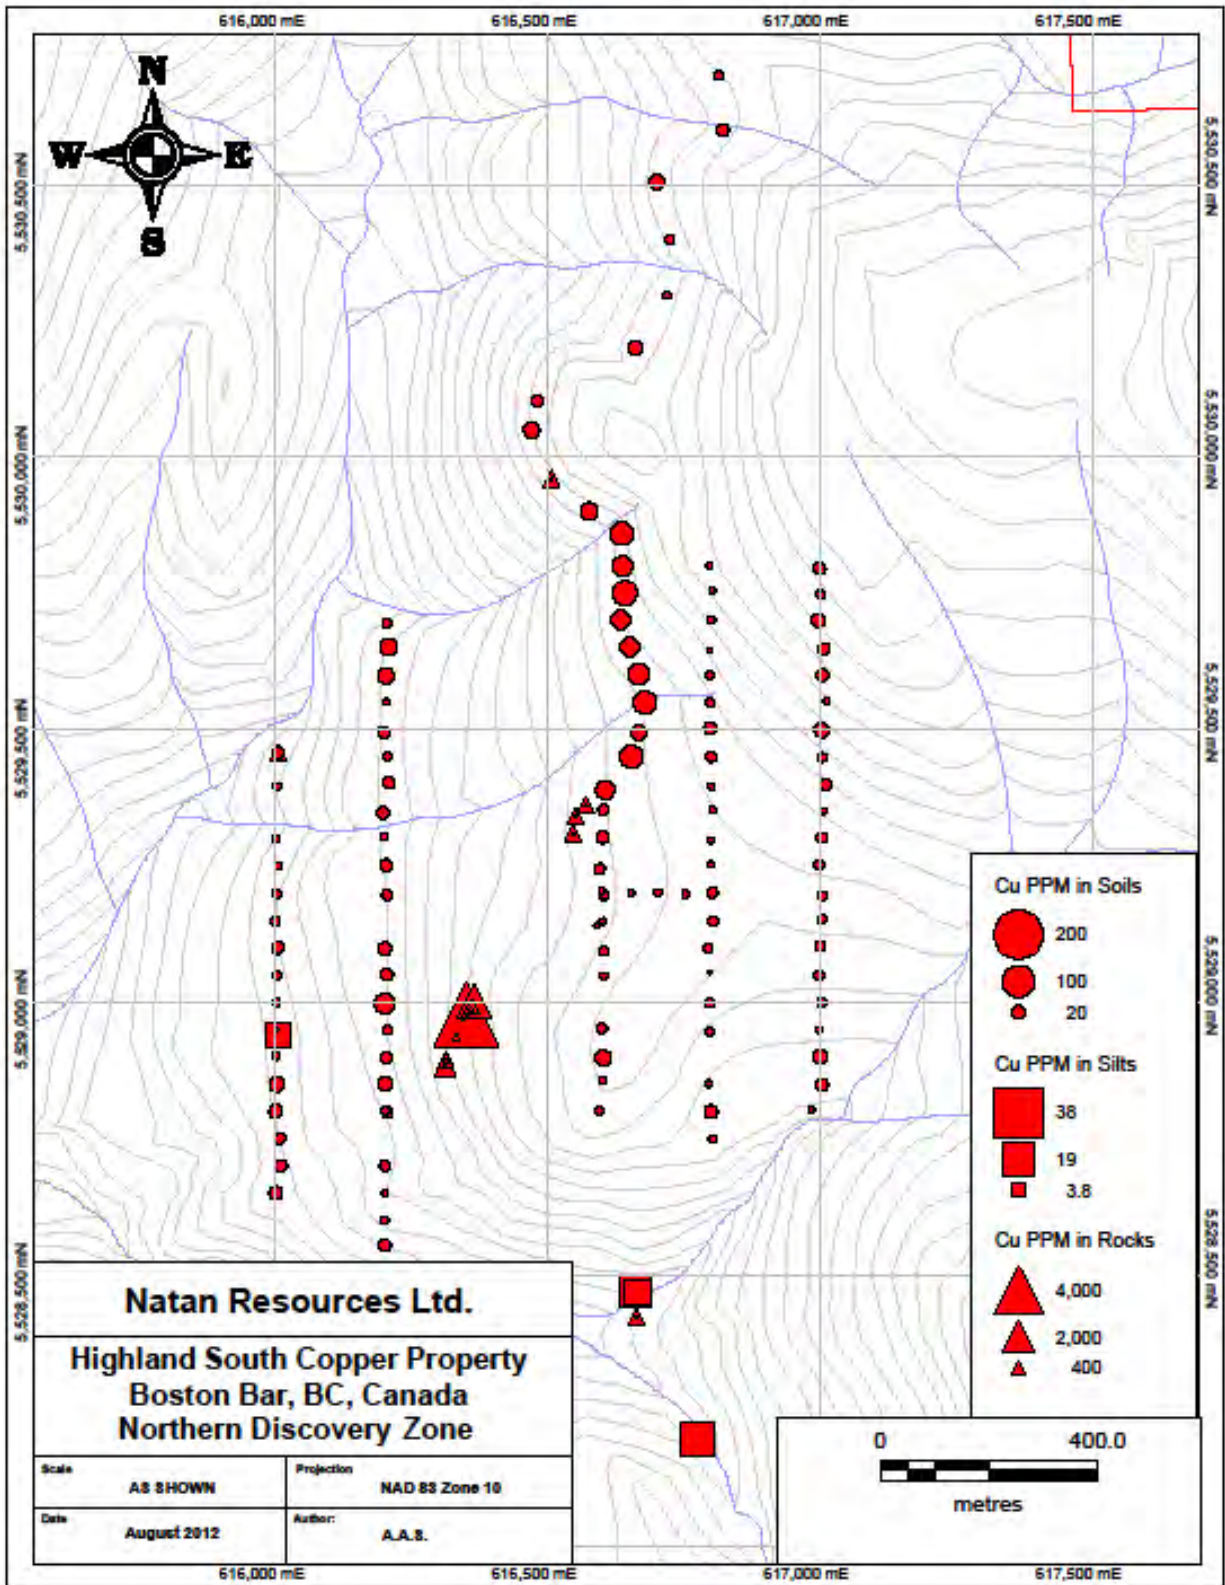 616,000 mE
616,500 mE
617,000 mE
617,500 mE
N
W
E
S
5,530,500 mN
5,530,000 mN
5,529,500 mN
5,529,000 mN
5,528,500 mN
5,530,500 mN
5,530,000 mN
5,529,500 mN
5,529,000 mN
5,528,500 mN
Cu PPM in Soils
200
100
20
Cu PPM in Silts
38
19
3.8
Cu PPM in Rocks
4,000
2,000
400
Natan Resources Ltd.
Highland South Copper Property
Boston Bar, BC, Canada
Northern Discovery Zone
Scale
AS SHOWN
Projection
NAD 83 Zone 10
Date
August 2012
Author:
A.A.S.
0
400.0
metres
616,000 mE
616,500 mE
617,000 mE
617,500 mE